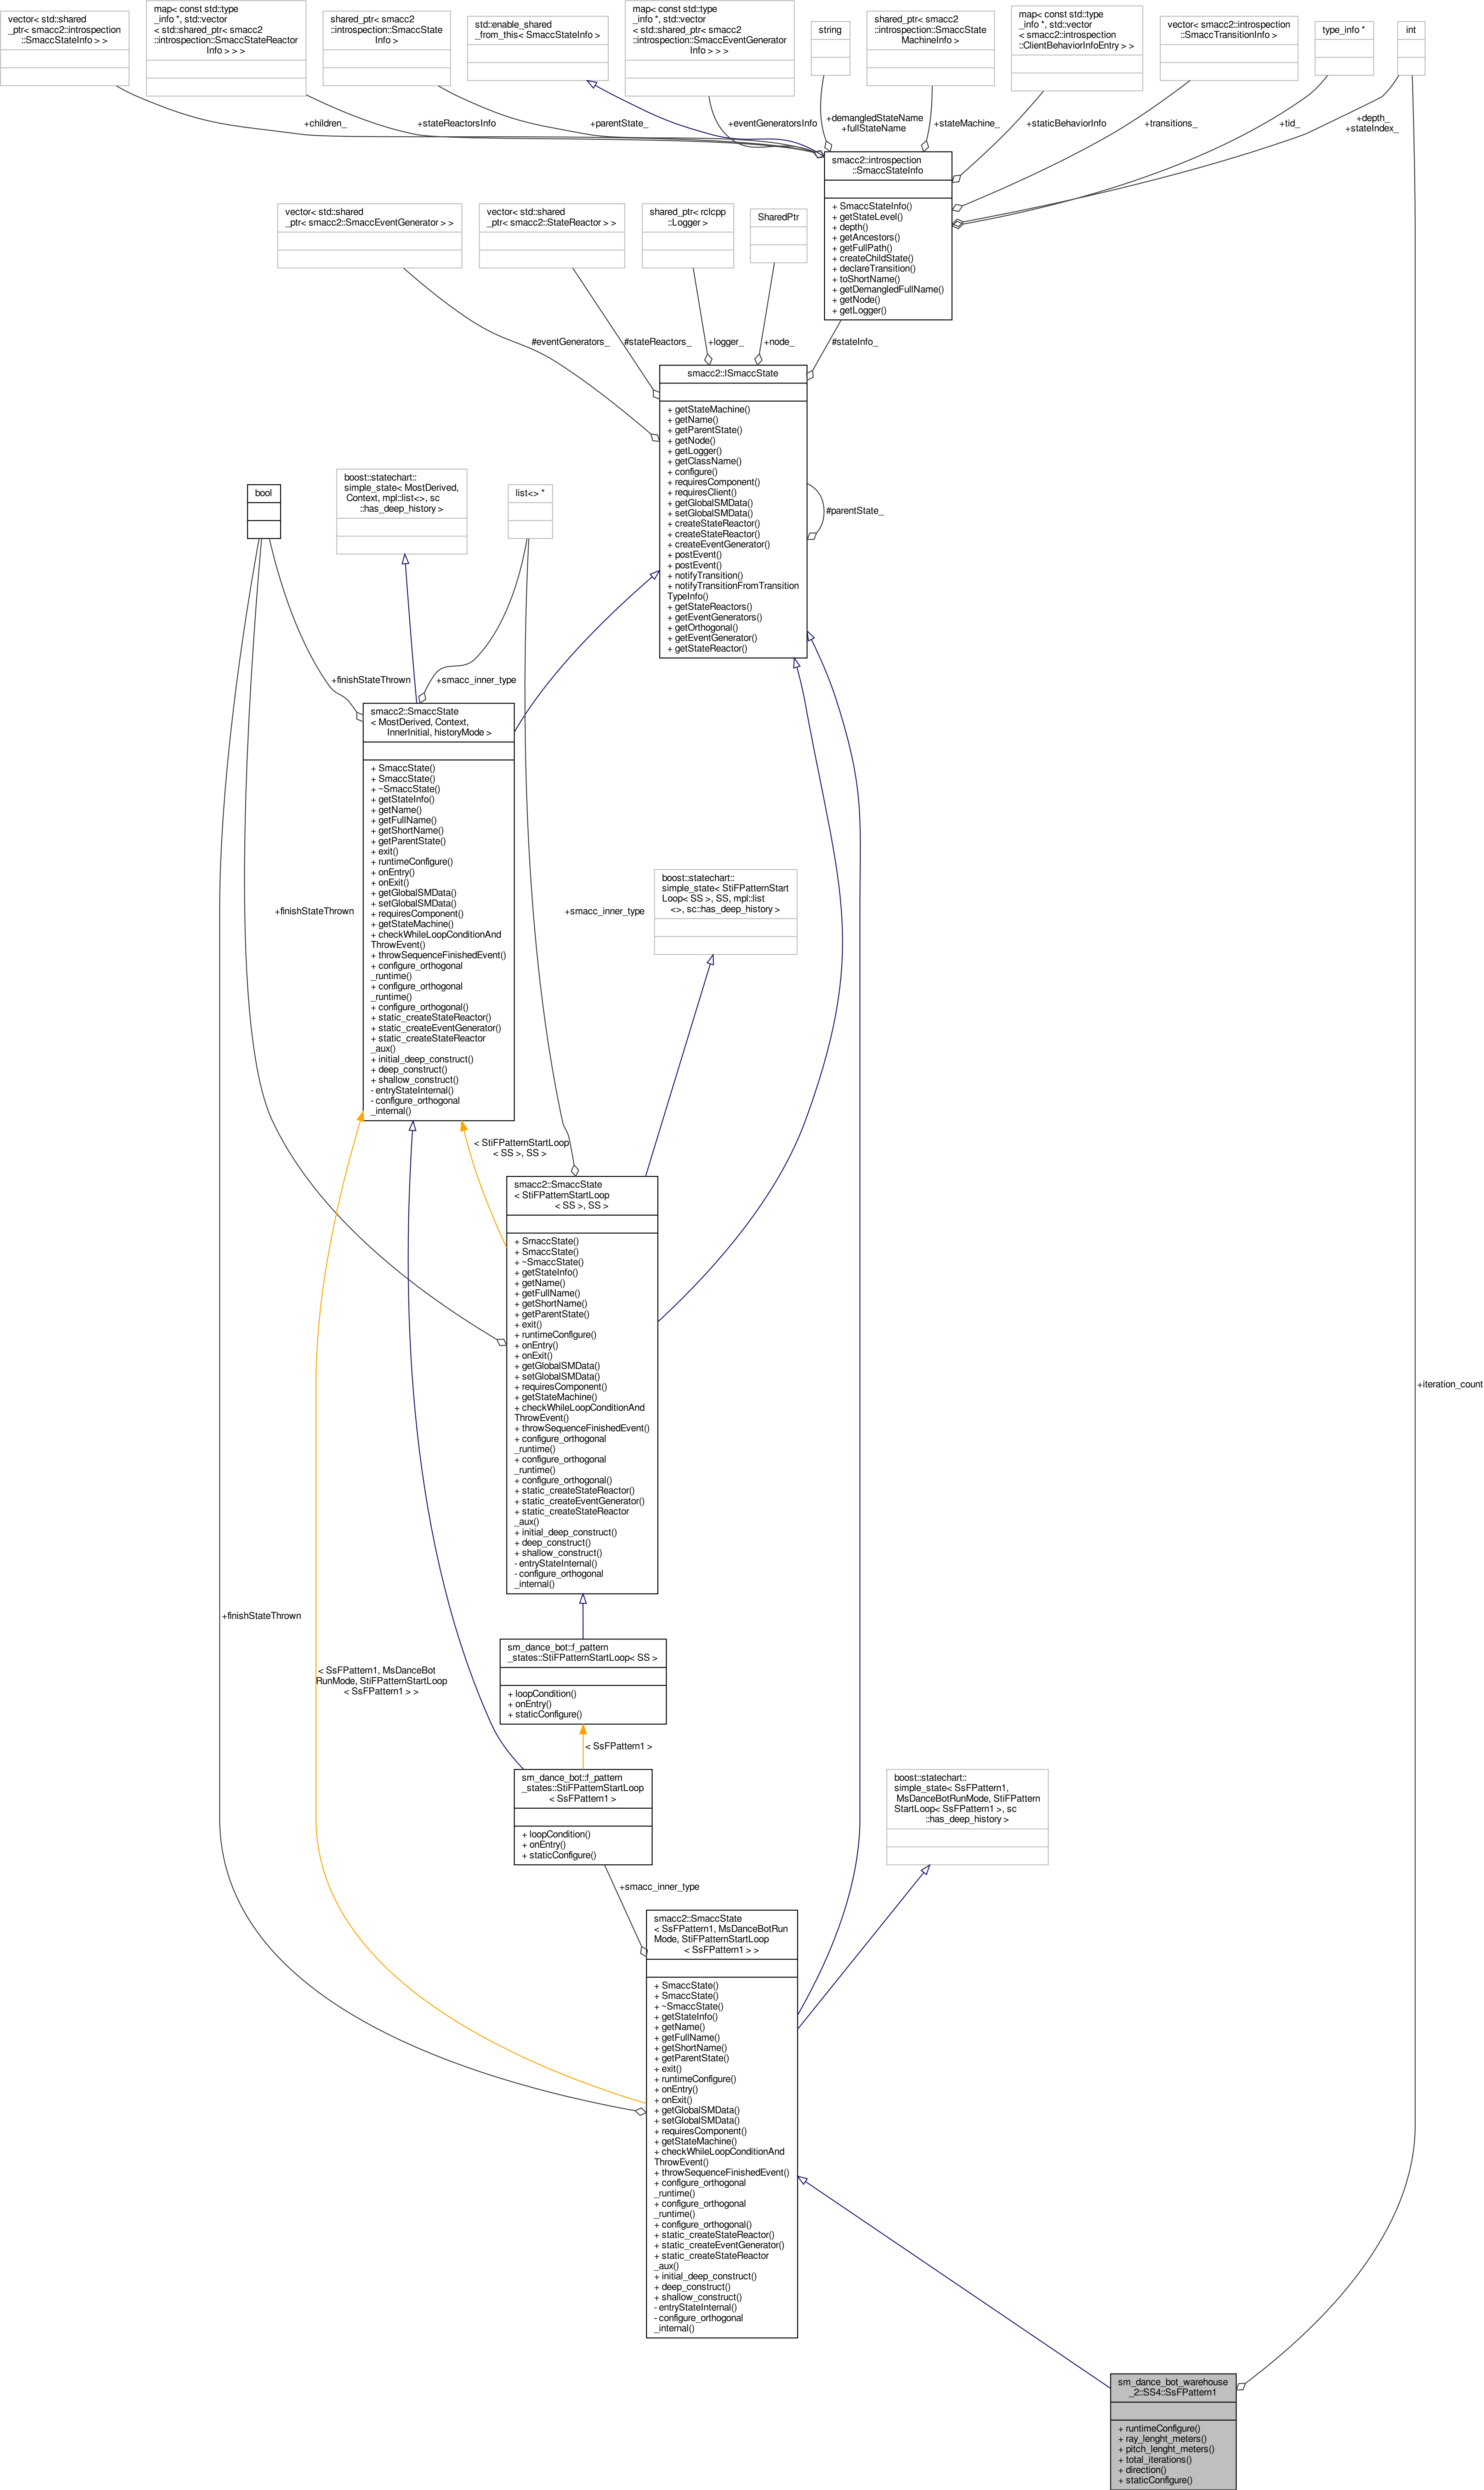 vector< std::shared
_ptr< smacc2::introspection
::SmaccStateInfo > >
map< const std::type
_info *, std::vector
< std::shared_ptr< smacc2
::introspection::SmaccStateReactor
Info > > >
shared_ptr< smacc2
::introspection::SmaccState
Info >
std::enable_shared
_from_this< SmaccStateInfo >
map< const std::type
_info *, std::vector
< std::shared_ptr< smacc2
::introspection::SmaccEventGenerator
Info > > >
string
shared_ptr< smacc2
::introspection::SmaccState
MachineInfo >
map< const std::type
_info *, std::vector
< smacc2::introspection
::ClientBehaviorInfoEntry > >
vector< smacc2::introspection
::SmaccTransitionInfo >
type_info *
int
+children_
+stateReactorsInfo
+parentState_
+eventGeneratorsInfo
+demangledStateName
+fullStateName
+stateMachine_
+staticBehaviorInfo
+transitions_
+tid_
+depth_
+stateIndex_
smacc2::introspection
::SmaccStateInfo
+ SmaccStateInfo()
+ getStateLevel()
+ depth()
+ getAncestors()
+ getFullPath()
+ createChildState()
+ declareTransition()
+ toShortName()
+ getDemangledFullName()
+ getNode()
+ getLogger()
vector< std::shared
_ptr< smacc2::SmaccEventGenerator > >
vector< std::shared
_ptr< smacc2::StateReactor > >
shared_ptr< rclcpp
::Logger >
SharedPtr
#eventGenerators_
#stateReactors_
+logger_
+node_
#stateInfo_
smacc2::ISmaccState
+ getStateMachine()
+ getName()
+ getParentState()
+ getNode()
+ getLogger()
+ getClassName()
+ configure()
+ requiresComponent()
+ requiresClient()
+ getGlobalSMData()
+ setGlobalSMData()
+ createStateReactor()
+ createStateReactor()
+ createEventGenerator()
+ postEvent()
+ postEvent()
+ notifyTransition()
+ notifyTransitionFromTransition
TypeInfo()
+ getStateReactors()
+ getEventGenerators()
+ getOrthogonal()
+ getEventGenerator()
+ getStateReactor()
#parentState_
bool
boost::statechart::
simple_state< MostDerived,
Context, mpl::list<>, sc
::has_deep_history >
list<> *
+finishStateThrown
+smacc_inner_type
smacc2::SmaccState
< MostDerived, Context,
InnerInitial, historyMode >
+ SmaccState()
+ SmaccState()
+ ~SmaccState()
+ getStateInfo()
+ getName()
+ getFullName()
+ getShortName()
+ getParentState()
+ exit()
+ runtimeConfigure()
+ onEntry()
+ onExit()
+ getGlobalSMData()
+ setGlobalSMData()
+ requiresComponent()
+ getStateMachine()
+ checkWhileLoopConditionAnd
ThrowEvent()
+ throwSequenceFinishedEvent()
+ configure_orthogonal
_runtime()
+ configure_orthogonal
_runtime()
+ configure_orthogonal()
+ static_createStateReactor()
+ static_createEventGenerator()
+ static_createStateReactor
_aux()
+ initial_deep_construct()
+ deep_construct()
+ shallow_construct()
- entryStateInternal()
- configure_orthogonal
_internal()
+finishStateThrown
+smacc_inner_type
boost::statechart::
simple_state< StiFPatternStart
Loop< SS >, SS, mpl::list
<>, sc::has_deep_history >
< StiFPatternStartLoop
< SS >, SS >
smacc2::SmaccState
< StiFPatternStartLoop
< SS >, SS >
+ SmaccState()
+ SmaccState()
+ ~SmaccState()
+ getStateInfo()
+ getName()
+ getFullName()
+ getShortName()
+ getParentState()
+ exit()
+ runtimeConfigure()
+ onEntry()
+ onExit()
+ getGlobalSMData()
+ setGlobalSMData()
+ requiresComponent()
+ getStateMachine()
+ checkWhileLoopConditionAnd
ThrowEvent()
+ throwSequenceFinishedEvent()
+ configure_orthogonal
_runtime()
+ configure_orthogonal
_runtime()
+ configure_orthogonal()
+ static_createStateReactor()
+ static_createEventGenerator()
+ static_createStateReactor
_aux()
+ initial_deep_construct()
+ deep_construct()
+ shallow_construct()
- entryStateInternal()
- configure_orthogonal
_internal()
+iteration_count
+finishStateThrown
< SsFPattern1, MsDanceBot
RunMode, StiFPatternStartLoop
< SsFPattern1 > >
sm_dance_bot::f_pattern
_states::StiFPatternStartLoop< SS >
+ loopCondition()
+ onEntry()
+ staticConfigure()
< SsFPattern1 >
sm_dance_bot::f_pattern
_states::StiFPatternStartLoop
< SsFPattern1 >
+ loopCondition()
+ onEntry()
+ staticConfigure()
boost::statechart::
simple_state< SsFPattern1,
MsDanceBotRunMode, StiFPattern
StartLoop< SsFPattern1 >, sc
::has_deep_history >
+smacc_inner_type
smacc2::SmaccState
< SsFPattern1, MsDanceBotRun
Mode, StiFPatternStartLoop
< SsFPattern1 > >
+ SmaccState()
+ SmaccState()
+ ~SmaccState()
+ getStateInfo()
+ getName()
+ getFullName()
+ getShortName()
+ getParentState()
+ exit()
+ runtimeConfigure()
+ onEntry()
+ onExit()
+ getGlobalSMData()
+ setGlobalSMData()
+ requiresComponent()
+ getStateMachine()
+ checkWhileLoopConditionAnd
ThrowEvent()
+ throwSequenceFinishedEvent()
+ configure_orthogonal
_runtime()
+ configure_orthogonal
_runtime()
+ configure_orthogonal()
+ static_createStateReactor()
+ static_createEventGenerator()
+ static_createStateReactor
_aux()
+ initial_deep_construct()
+ deep_construct()
+ shallow_construct()
- entryStateInternal()
- configure_orthogonal
_internal()
sm_dance_bot_warehouse
_2::SS4::SsFPattern1
+ runtimeConfigure()
+ ray_lenght_meters()
+ pitch_lenght_meters()
+ total_iterations()
+ direction()
+ staticConfigure()